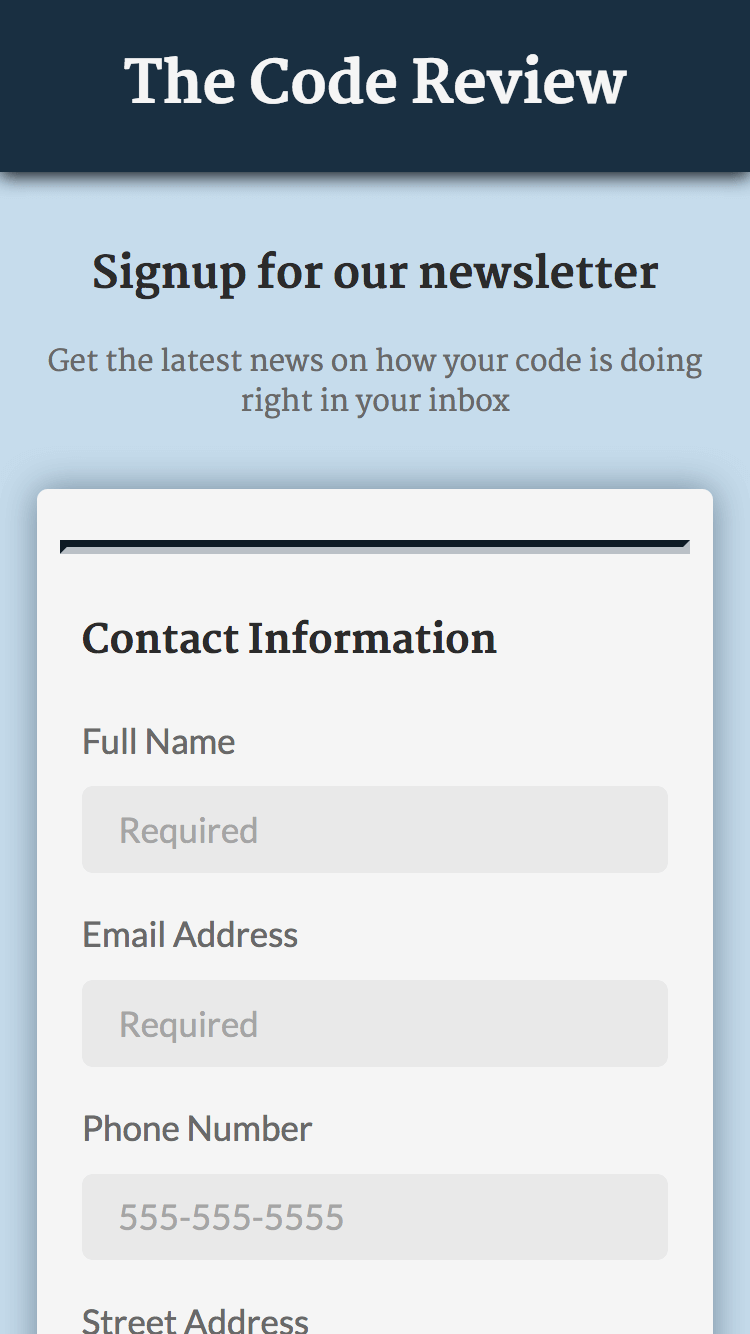 The Code Review
Signup for our newsletter
Get the latest news on how your code is doing
right in your inbox
Contact Information
Full Name
Required
Email Address
Required
Phone Number
555-555-5555
Street Address